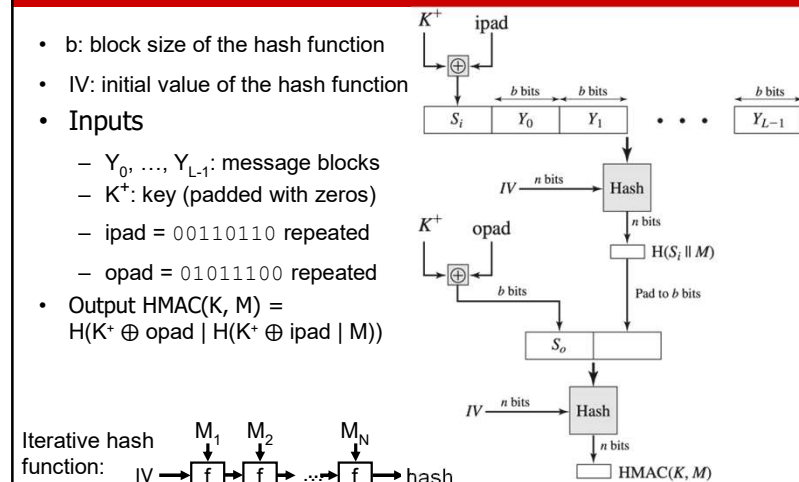 • b: block size of the hash function
• IV: initial value of the hash function
• Inputs
– Y0, …, YL-1: message blocks
– K+: key (padded with zeros)
– ipad = 00110110 repeated
– opad = 01011100 repeated
• Output HMAC(K, M) =
H(K+ ⊕ opad | H(K+ ⊕ ipad | M))
Iterative hash
function:
M1 M2 MN
IV f f ... f hash
K+ ipad
⊕
b bits b bits b bits
Si Y0 Y1 • • • YL−1
IV n bits Hash
n bits
H(Si || M)
K+ opad
⊕
b bits
Pad to b bits
So
IV n bits Hash
n bits
HMAC(K, M)